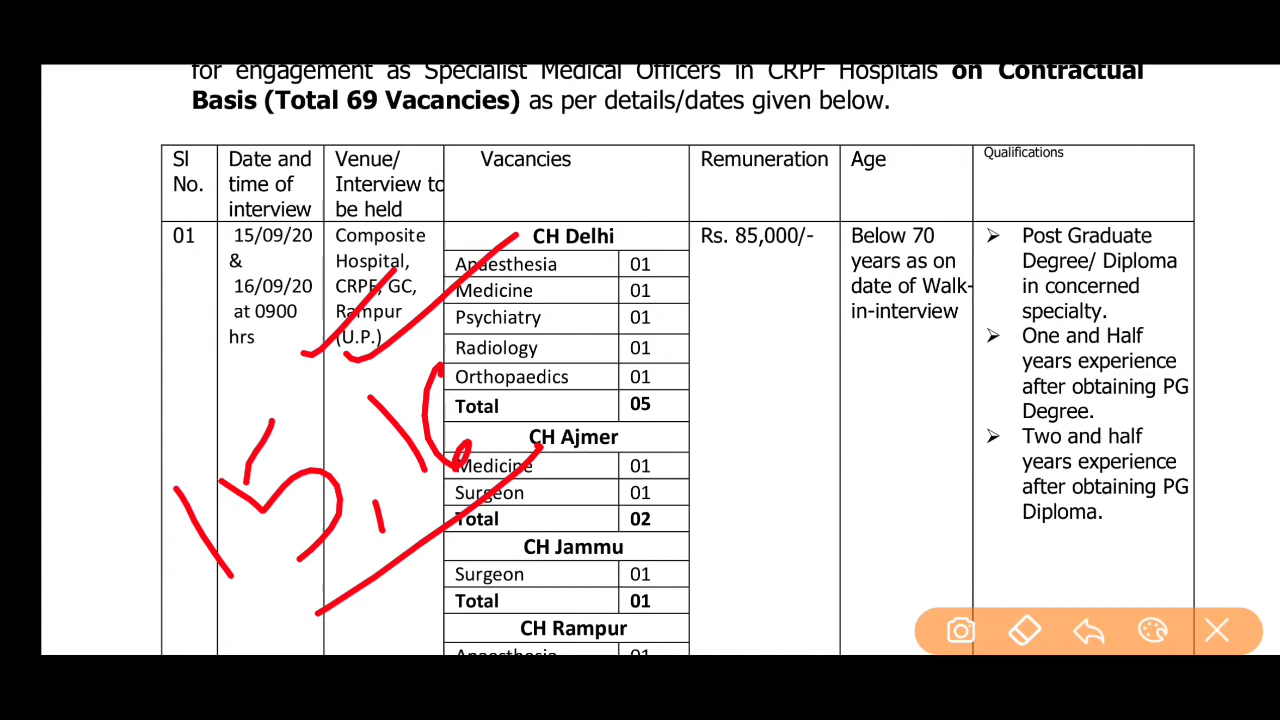 for engagement as Specialist Medical Officers in CRPF Hospitals on Contractual
Basis (Total 69 Vacancies) as per details/dates given below.
Sl No.
Date and time of interview
Venue/ Interview to be held
Vacancies
Remuneration
Age
Qualifications
01
15/09/20
&
16/09/20
at 0900
hrs
Composite
Hospital,
CRPF, GC,
Rampur
(U.P.)
CH Delhi
Anaesthesia 01
Medicine 01
Psychiatry 01
Radiology 01
Orthopaedics 01
Total 05
CH Ajmer
Medicine 01
Surgeon 01
Total 02
CH Jammu
Surgeon 01
Total 01
CH Rampur
Anaesthesia 01
Rs. 85,000/-
Below 70
years as on
date of Walk-
in-interview
➢ Post Graduate
Degree/ Diploma
in concerned
specialty.
➢ One and Half
years experience
after obtaining PG
Degree.
➢ Two and half
years experience
after obtaining PG
Diploma.
15, 16